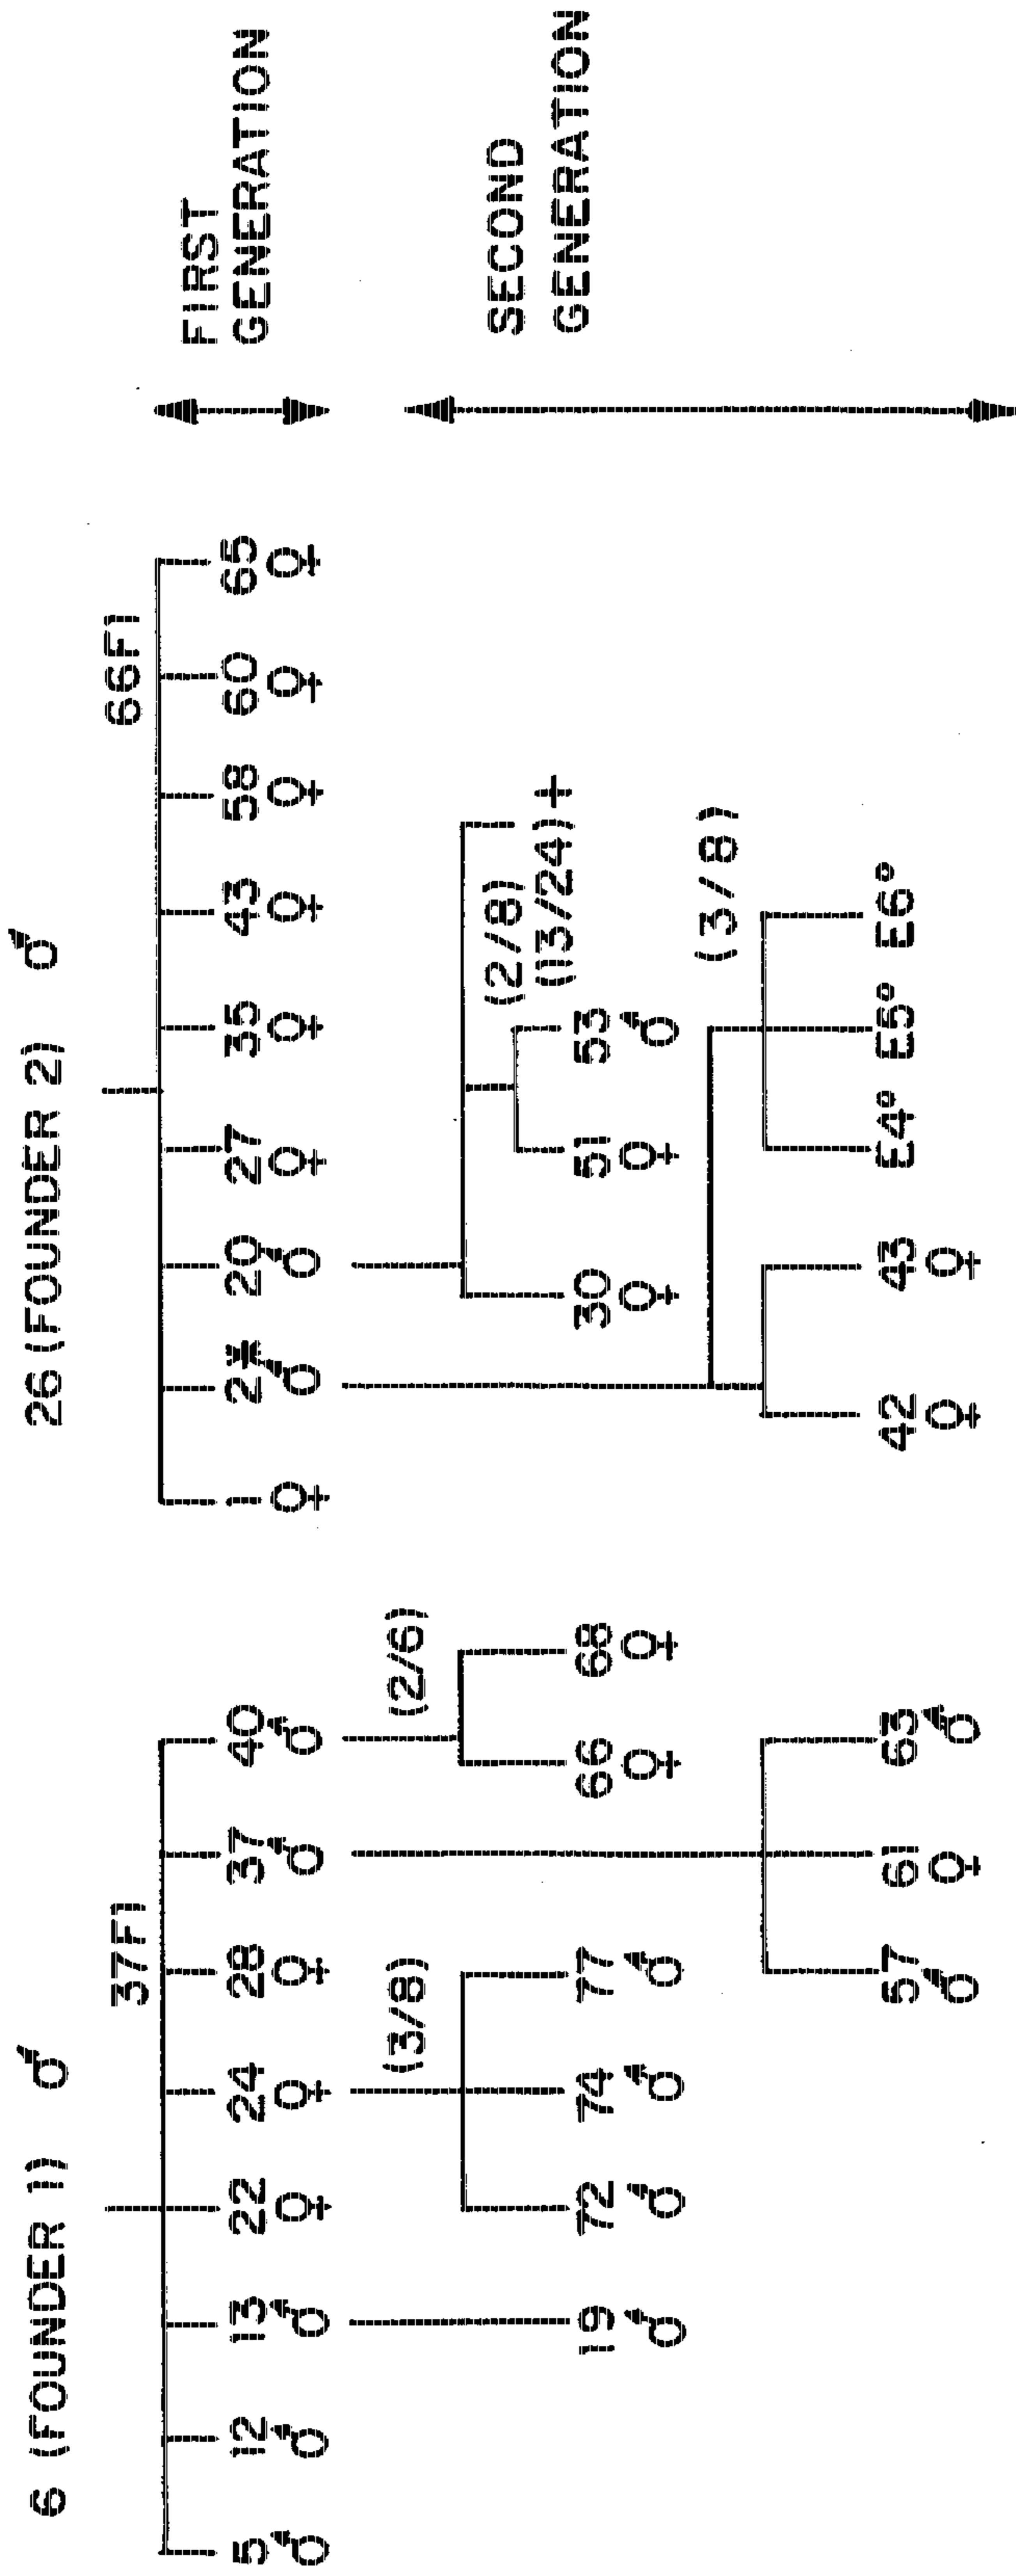 6 (FOUNDER 1) ♂
37F1
5 12 13 22 24 28 37 40
♂ ♂ ♂ ♀ ♀ ♀ ♂ ♂
(3/8) (2/6)
19 72 74 77 66 68
♂ ♂ ♂ ♂ ♀ ♀
57 61 63
♂ ♀ ♂
26 (FOUNDER 2) ♂
66F1
1 2* 20 27 35 43 58 60 65
♀ ♂ ♂ ♀ ♀ ♀ ♀ ♀ ♀
(2/8)
(13/24)+
30 51 53
♀ ♀ ♂
(3/8)
42 43 E4° E5° E6°
♀ ♀
FIRST
GENERATION
SECOND
GENERATION